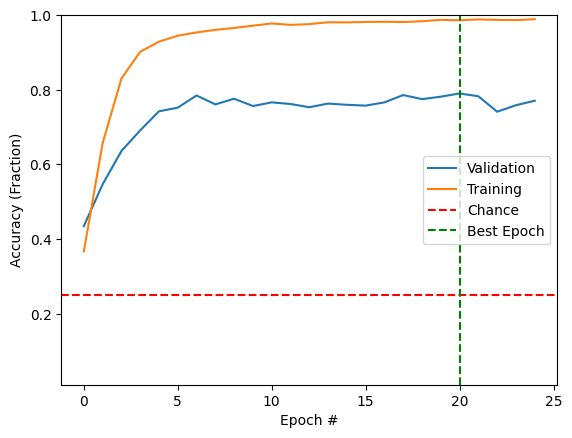 1.0
0.8
0.6
0.4
0.2
Accuracy (Fraction)
Validation
Training
Chance
Best Epoch
0 5 10 15 20 25
Epoch #